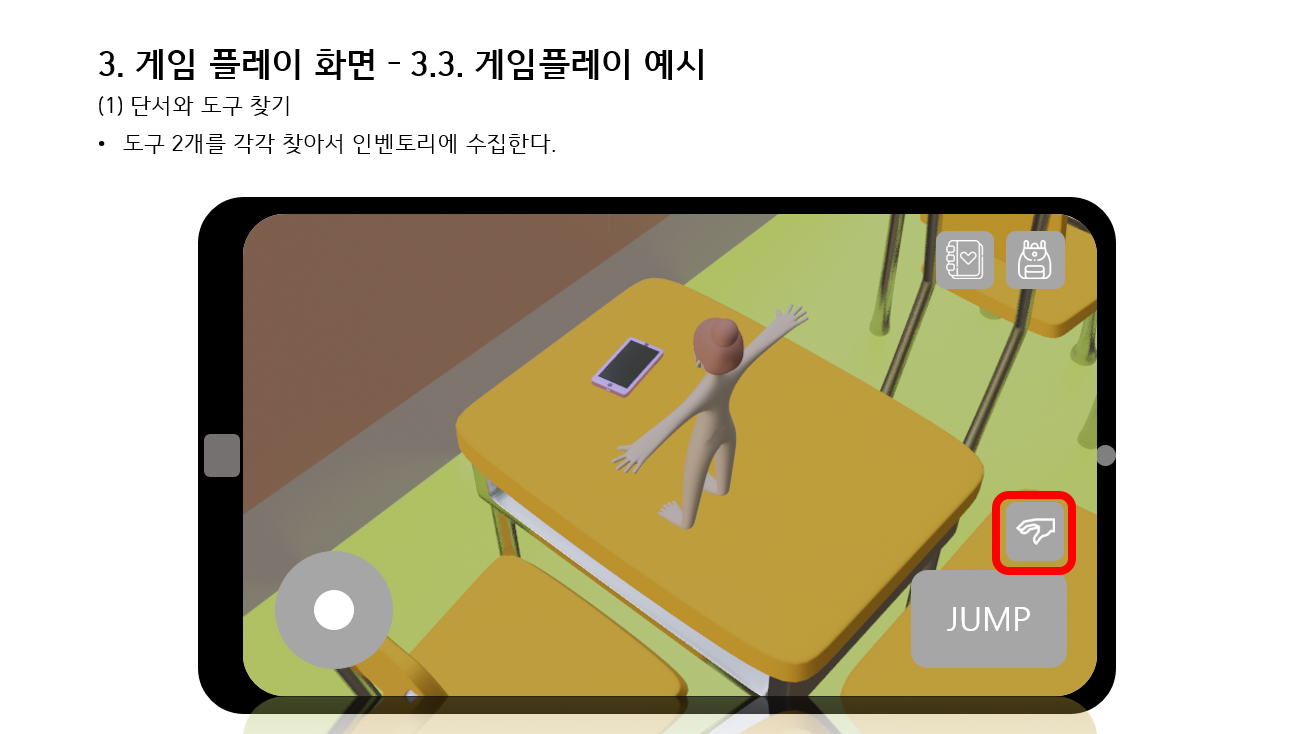 3. 게임 플레이 화면 – 3.3. 게임플레이 예시
(1) 단서와 도구 찾기
• 도구 2개를 각각 찾아서 인벤토리에 수집한다.
JUMP